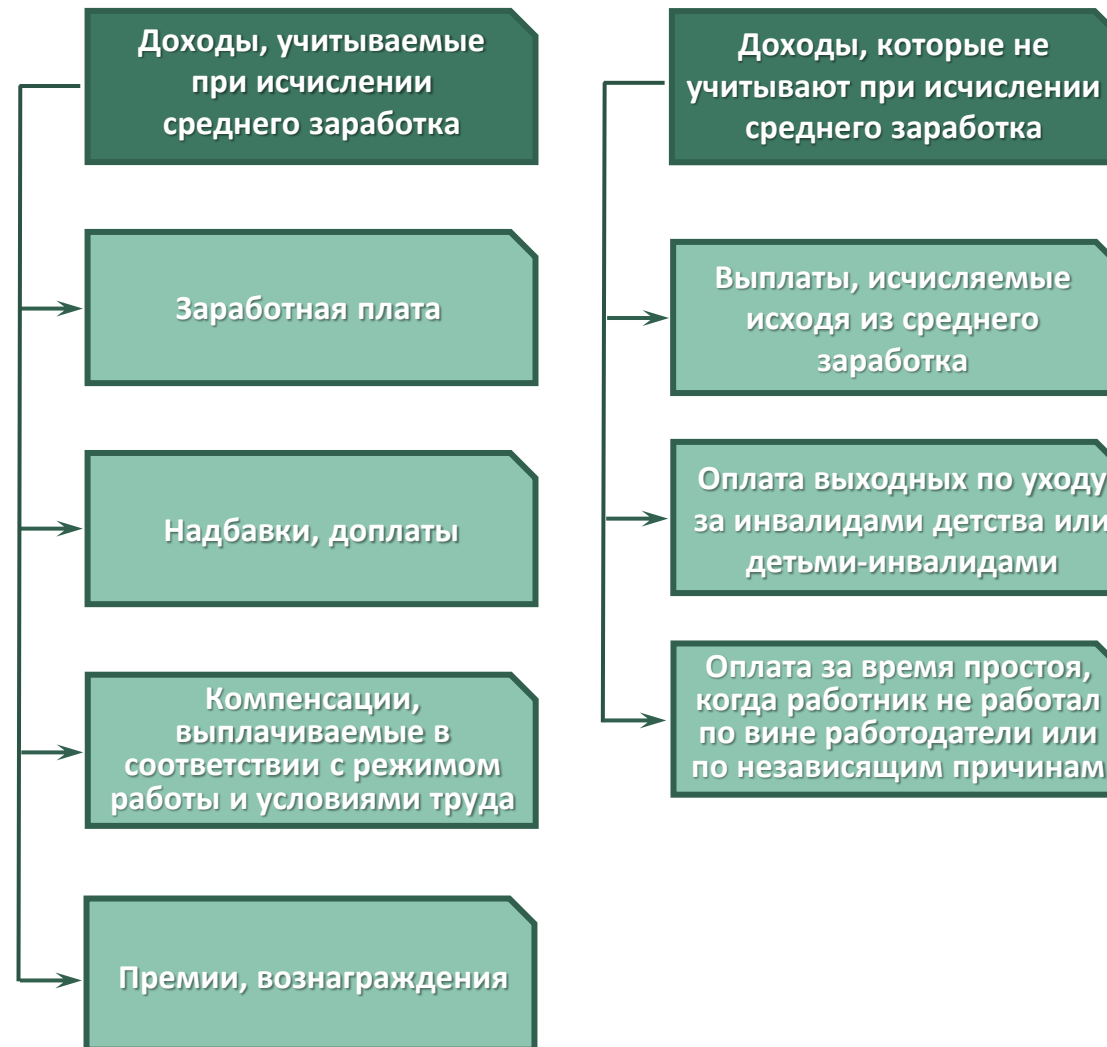 Доходы, учитываемые
при исчислении
среднего заработка
Заработная плата
Надбавки, доплаты
Компенсации,
выплачиваемые в
соответствии с режимом
работы и условиями труда
Премии, вознаграждения
Доходы, которые не
учитывают при исчислении
среднего заработка
Выплаты, исчисляемые
исходя из среднего
заработка
Оплата выходных по уходу
за инвалидами детства или
детьми-инвалидами
Оплата за время простоя,
когда работник не работал
по вине работодатели или
по независящим причинам